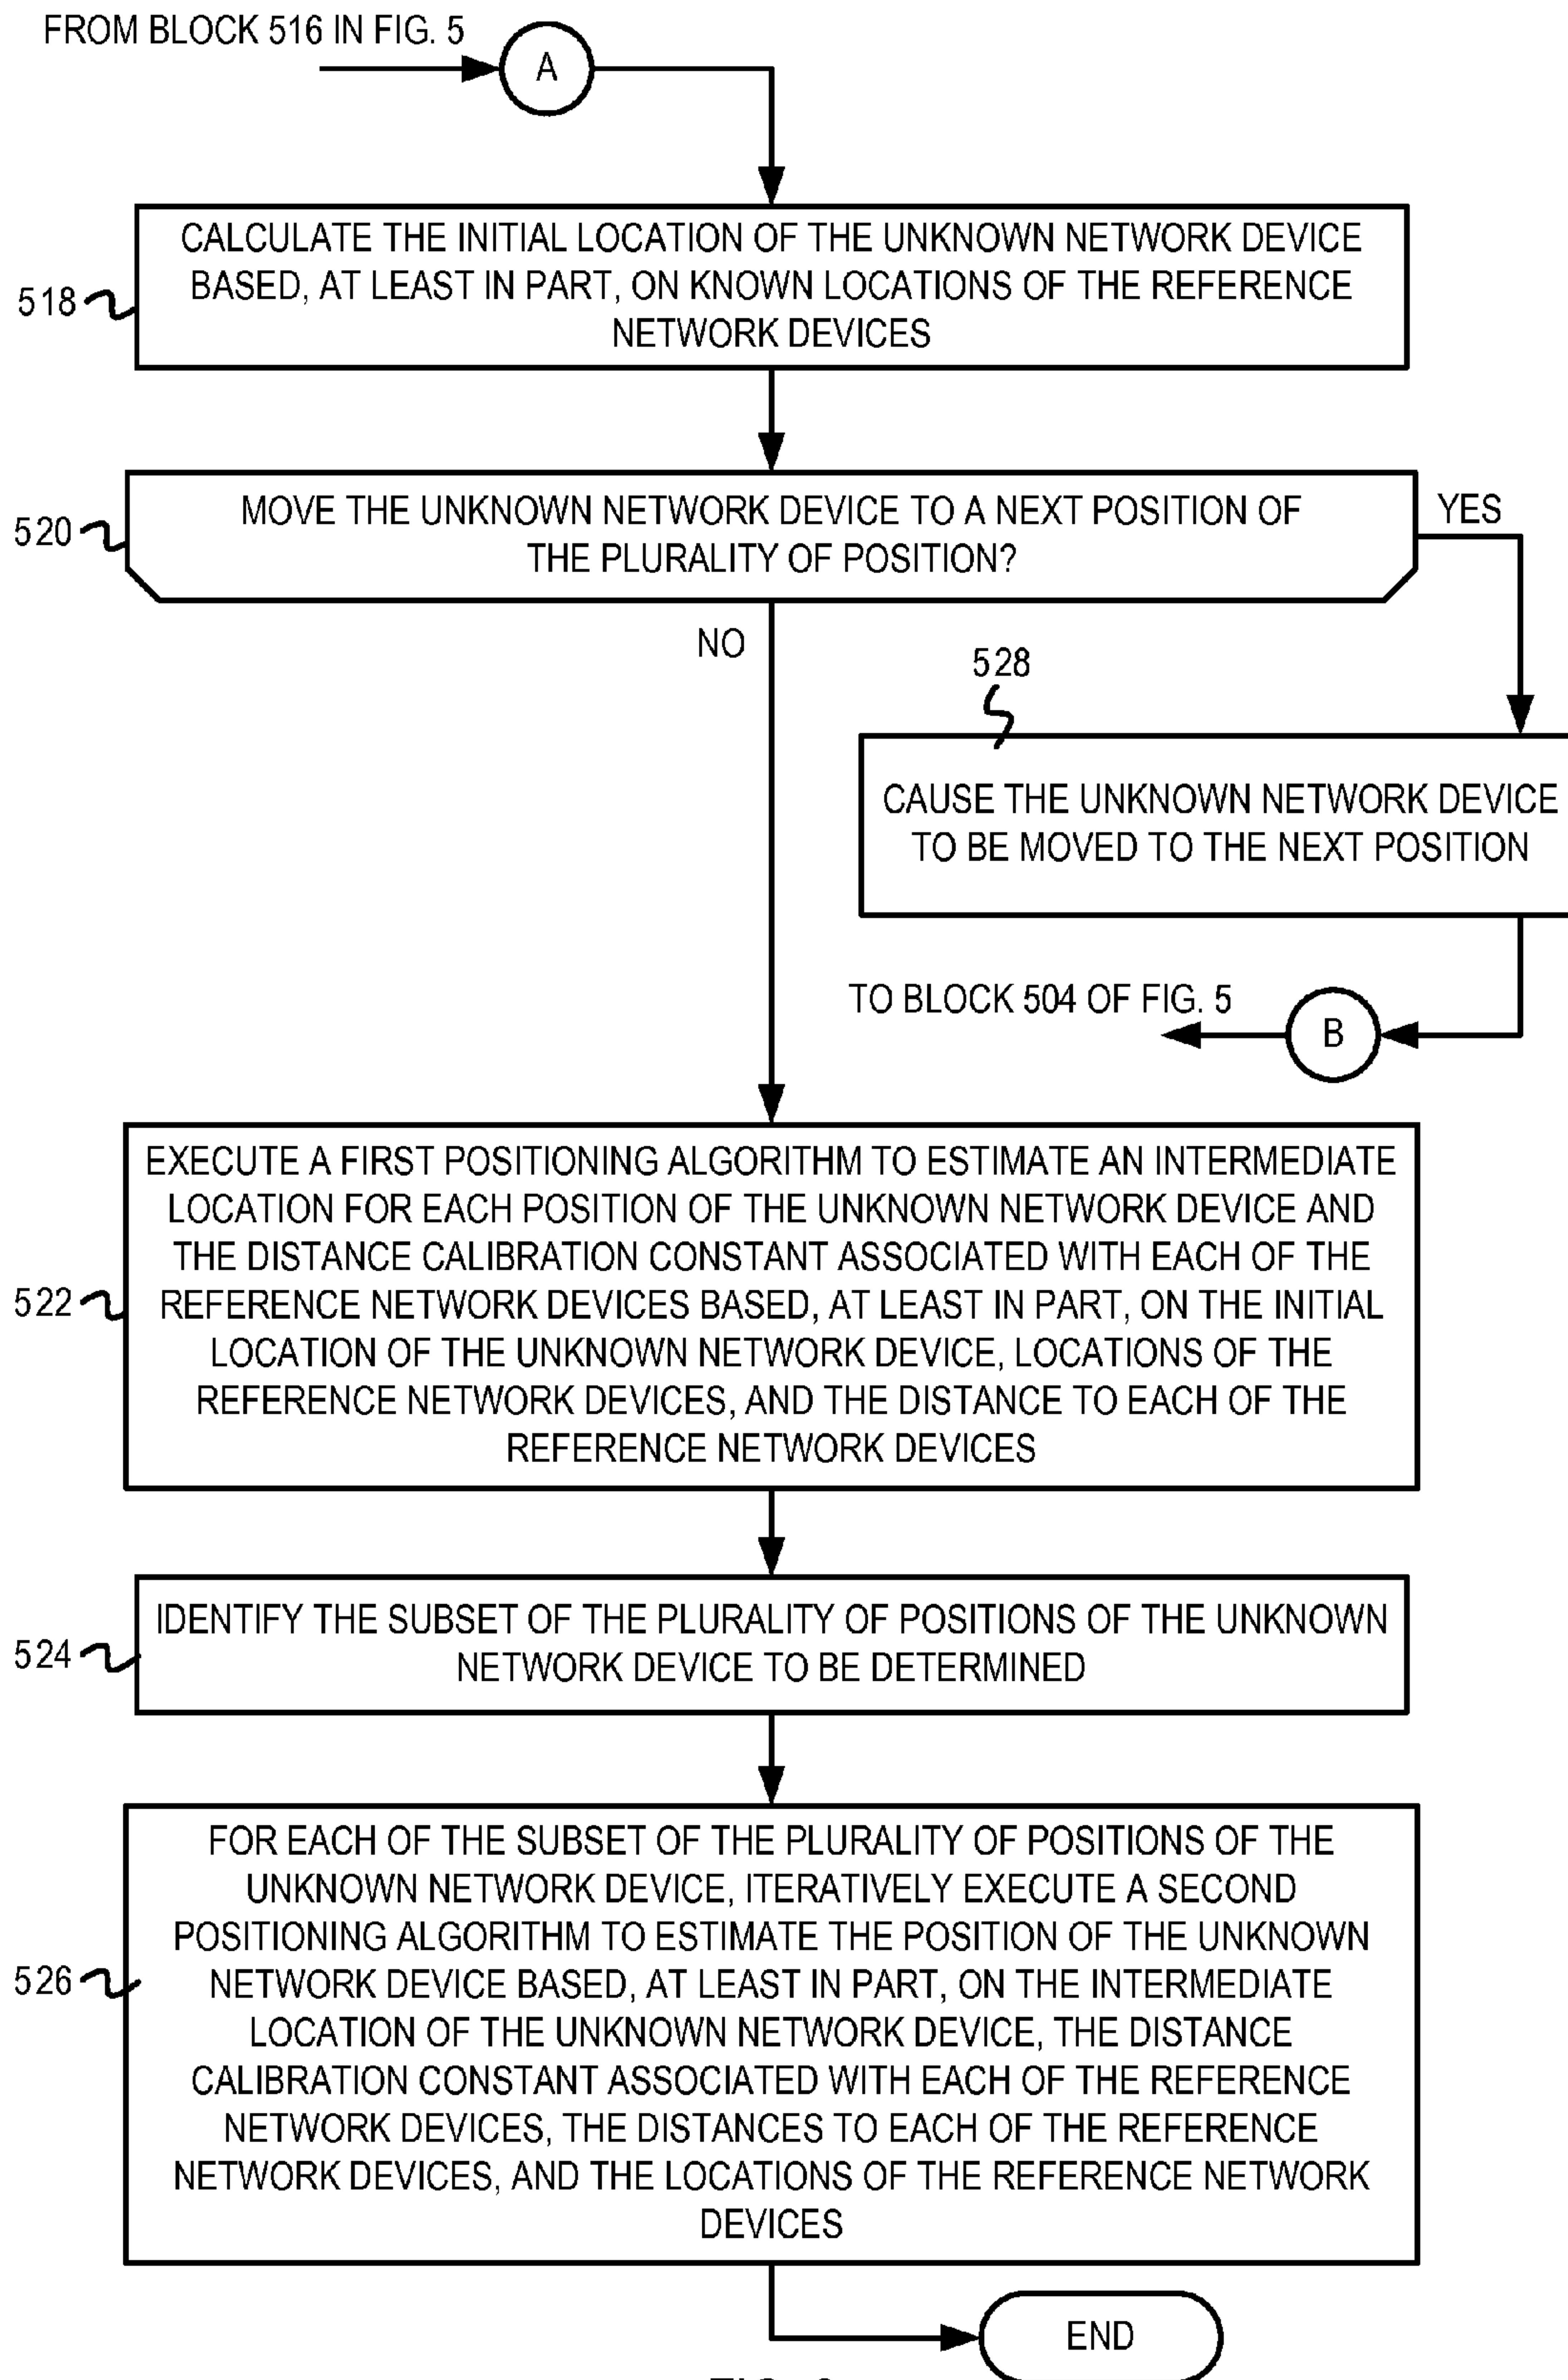 FROM BLOCK 516 IN FIG. 5
A
CALCULATE THE INITIAL LOCATION OF THE UNKNOWN NETWORK DEVICE
BASED, AT LEAST IN PART, ON KNOWN LOCATIONS OF THE REFERENCE
NETWORK DEVICES
518
MOVE THE UNKNOWN NETWORK DEVICE TO A NEXT POSITION OF
THE PLURALITY OF POSITION?
520
YES
NO
528
CAUSE THE UNKNOWN NETWORK DEVICE
TO BE MOVED TO THE NEXT POSITION
TO BLOCK 504 OF FIG. 5
B
EXECUTE A FIRST POSITIONING ALGORITHM TO ESTIMATE AN INTERMEDIATE
LOCATION FOR EACH POSITION OF THE UNKNOWN NETWORK DEVICE AND
THE DISTANCE CALIBRATION CONSTANT ASSOCIATED WITH EACH OF THE
REFERENCE NETWORK DEVICES BASED, AT LEAST IN PART, ON THE INITIAL
LOCATION OF THE UNKNOWN NETWORK DEVICE, LOCATIONS OF THE
REFERENCE NETWORK DEVICES, AND THE DISTANCE TO EACH OF THE
REFERENCE NETWORK DEVICES
522
IDENTIFY THE SUBSET OF THE PLURALITY OF POSITIONS OF THE UNKNOWN
NETWORK DEVICE TO BE DETERMINED
524
FOR EACH OF THE SUBSET OF THE PLURALITY OF POSITIONS OF THE
UNKNOWN NETWORK DEVICE, ITERATIVELY EXECUTE A SECOND
POSITIONING ALGORITHM TO ESTIMATE THE POSITION OF THE UNKNOWN
NETWORK DEVICE BASED, AT LEAST IN PART, ON THE INTERMEDIATE
LOCATION OF THE UNKNOWN NETWORK DEVICE, THE DISTANCE
CALIBRATION CONSTANT ASSOCIATED WITH EACH OF THE REFERENCE
NETWORK DEVICES, THE DISTANCES TO EACH OF THE REFERENCE
NETWORK DEVICES, AND THE LOCATIONS OF THE REFERENCE NETWORK
DEVICES
526
END